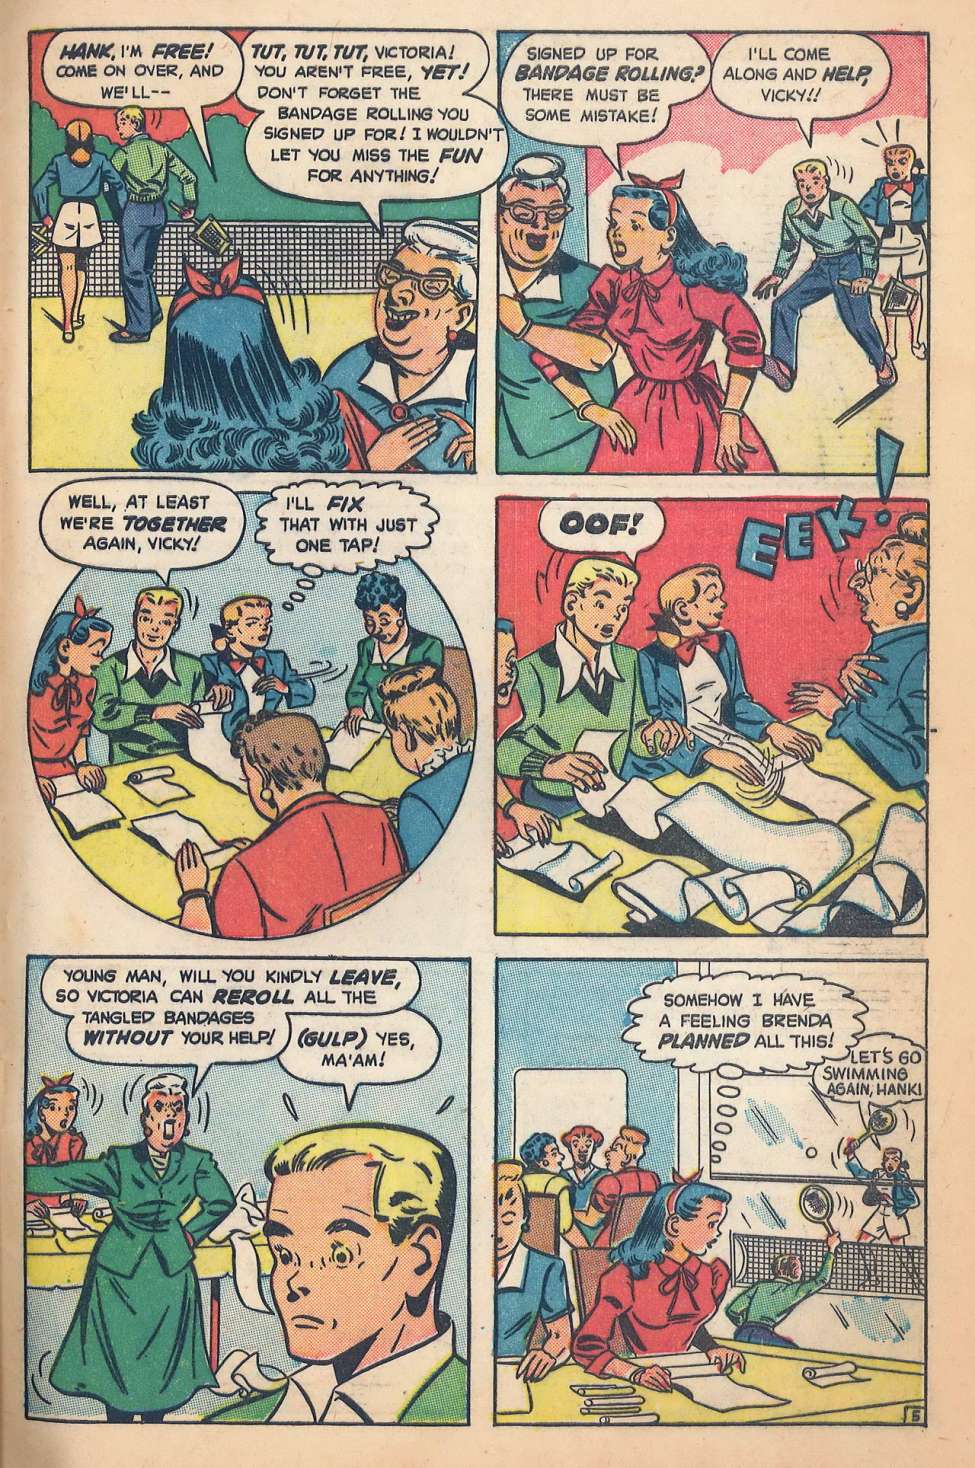 HANK, I'M FREE!
COME ON OVER, AND
WE'LL--
TUT, TUT, TUT, VICTORIA!
YOU AREN'T FREE, YET!
DON'T FORGET THE
BANDAGE ROLLING YOU
SIGNED UP FOR! I WOULDN'T
LET YOU MISS THE FUN
FOR ANYTHING!
SIGNED UP FOR
BANDAGE ROLLING?
THERE MUST BE
SOME MISTAKE!
I'LL COME
ALONG AND HELP,
VICKY!!
WELL, AT LEAST
WE'RE TOGETHER
AGAIN, VICKY!
I'LL FIX
THAT WITH JUST
ONE TAP!
OOF!
EEK!
YOUNG MAN, WILL YOU KINDLY LEAVE,
SO VICTORIA CAN REROLL ALL THE
TANGLED BANDAGES
WITHOUT YOUR HELP!
(GULP) YES,
MA'AM!
SOMEHOW I HAVE
A FEELING BRENDA
PLANNED ALL THIS!
LET'S GO
SWIMMING
AGAIN, HANK!
5